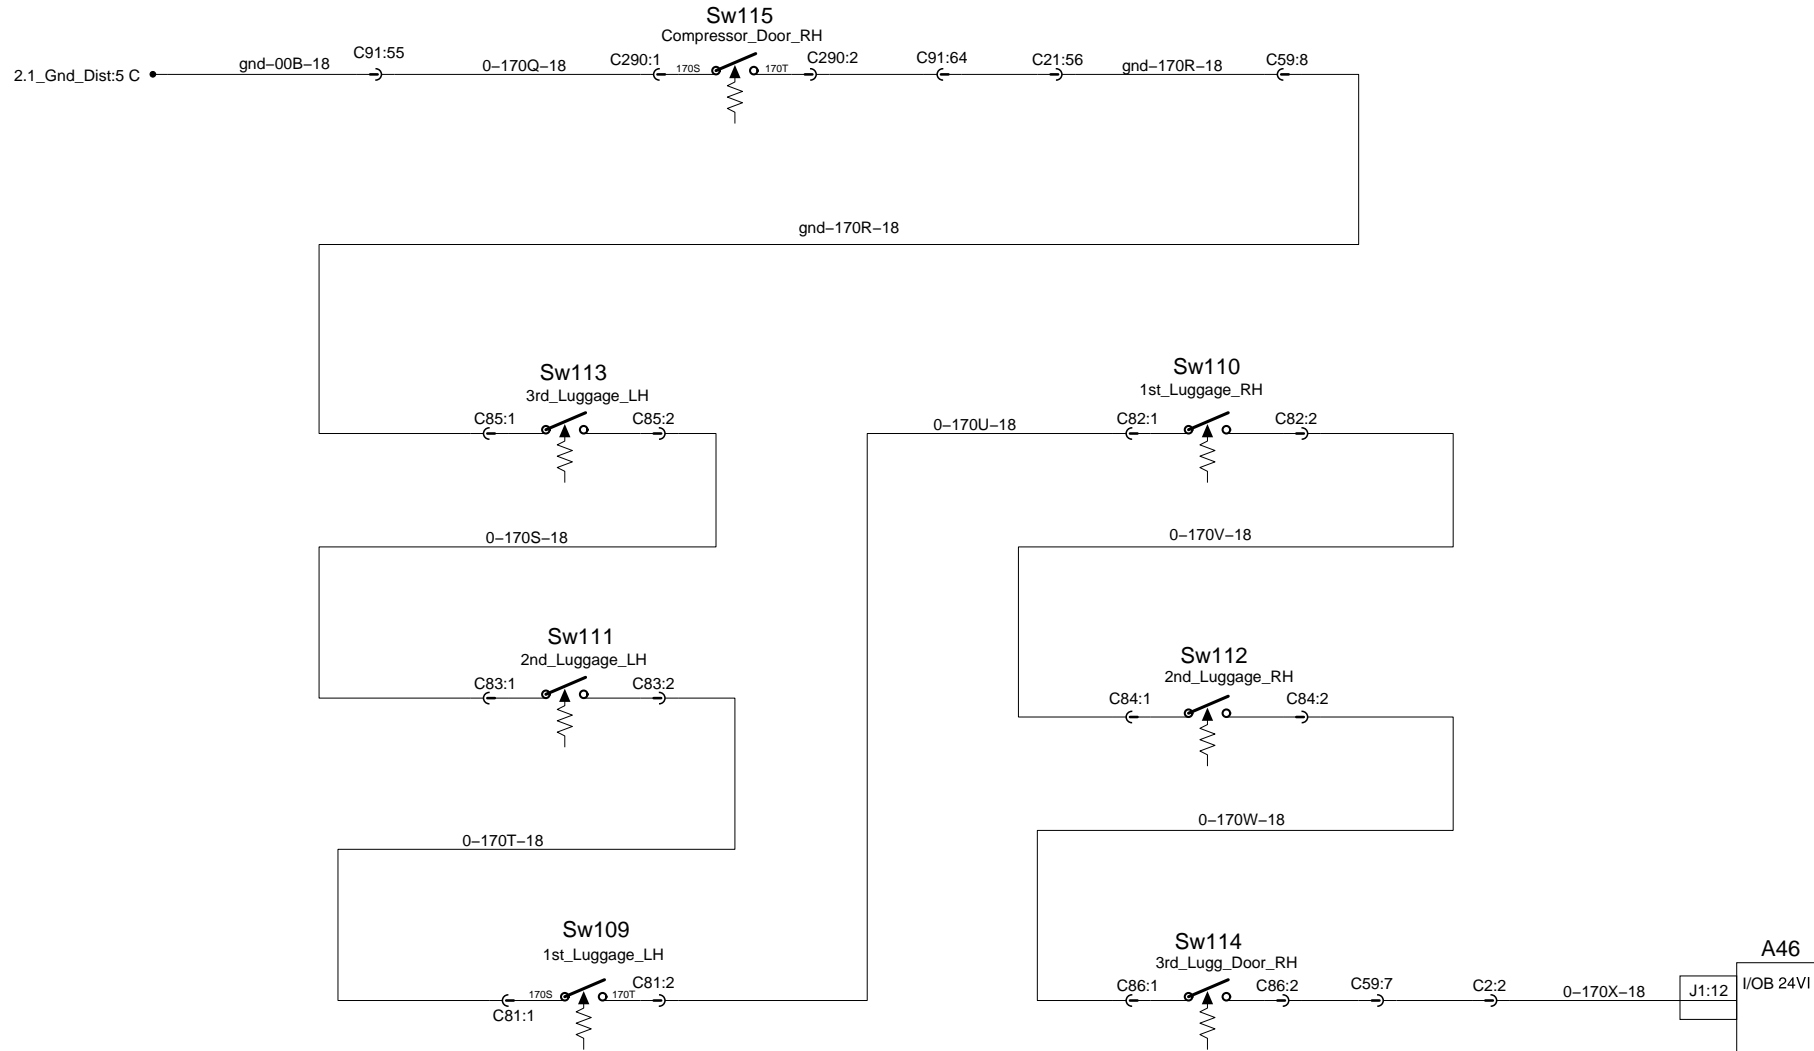 Sw115
Compressor_Door_RH
2.1_Gnd_Dist:5 C
gnd–00B–18
C91:55
0–170Q–18
C290:1
170S
170T
C290:2
C91:64
C21:56
gnd–170R–18
C59:8
gnd–170R–18
Sw113
3rd_Luggage_LH
C85:1
C85:2
Sw110
1st_Luggage_RH
0–170U–18
C82:1
C82:2
0–170S–18
0–170V–18
Sw111
2nd_Luggage_LH
C83:1
C83:2
Sw112
2nd_Luggage_RH
C84:1
C84:2
0–170T–18
0–170W–18
Sw109
1st_Luggage_LH
170S
170T
C81:2
C81:1
Sw114
3rd_Lugg_Door_RH
C86:1
C86:2
C59:7
C2:2
0–170X–18
J1:12
A46
I/OB 24VI